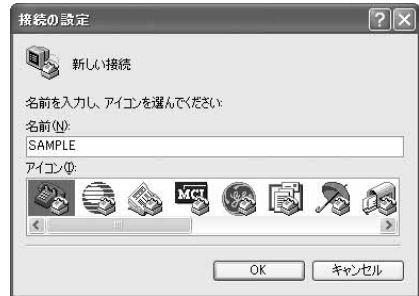 接続の設定
新しい接続
名前を入力し、アイコンを選んでください:
名前(N):
SAMPLE
アイコン(I):
MCI
OK キャンセル